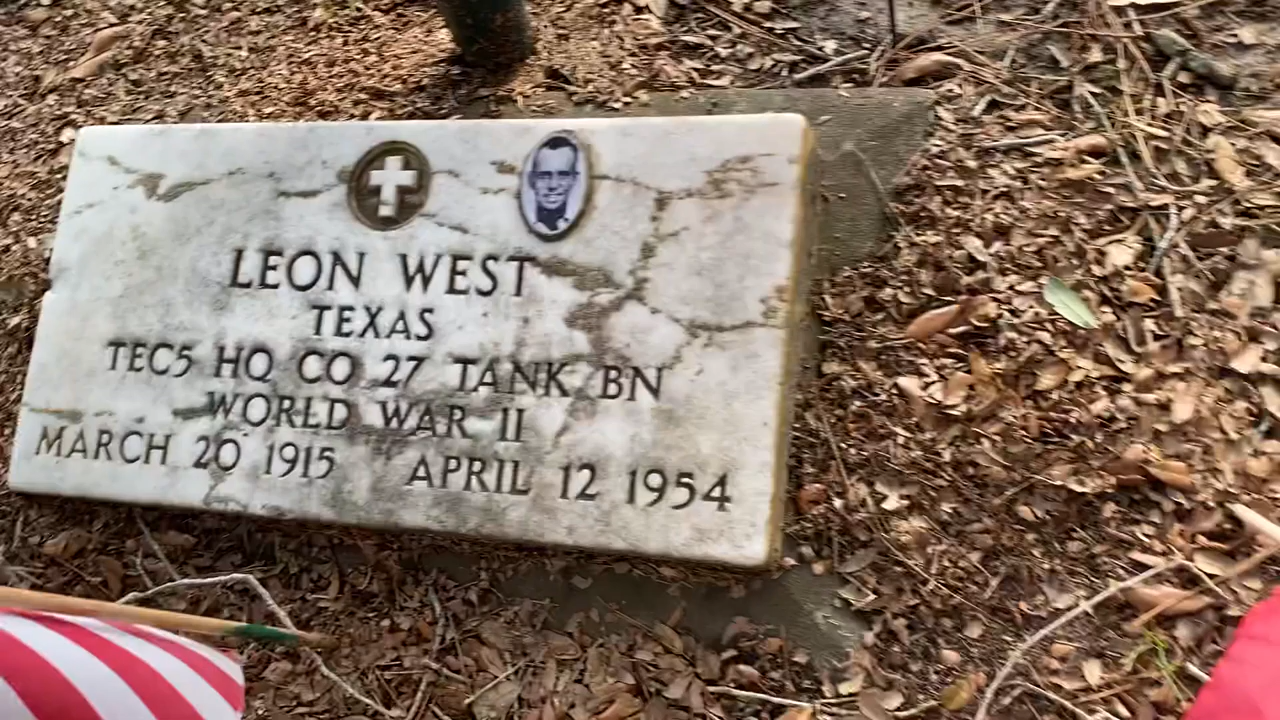 LEON WEST
TEXAS
TEC5 HQ CO 27 TANK BN
WORLD WAR II
MARCH 20 1915 APRIL 12 1954